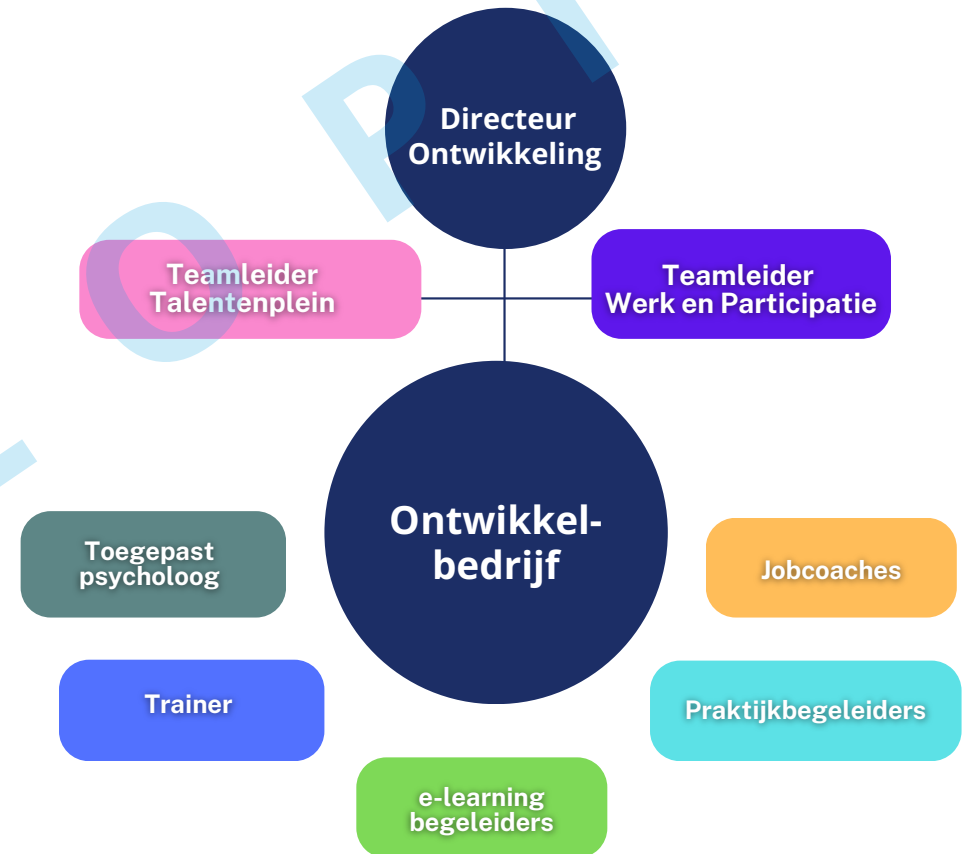 Directeur
Ontwikkeling
Teamleider
Talentenplein
Teamleider
Werk en Participatie
Ontwikkel-
bedrijf
Toegepast
psycholoog
Jobcoaches
Trainer
Praktijkbegeleiders
e-learning
begeleiders